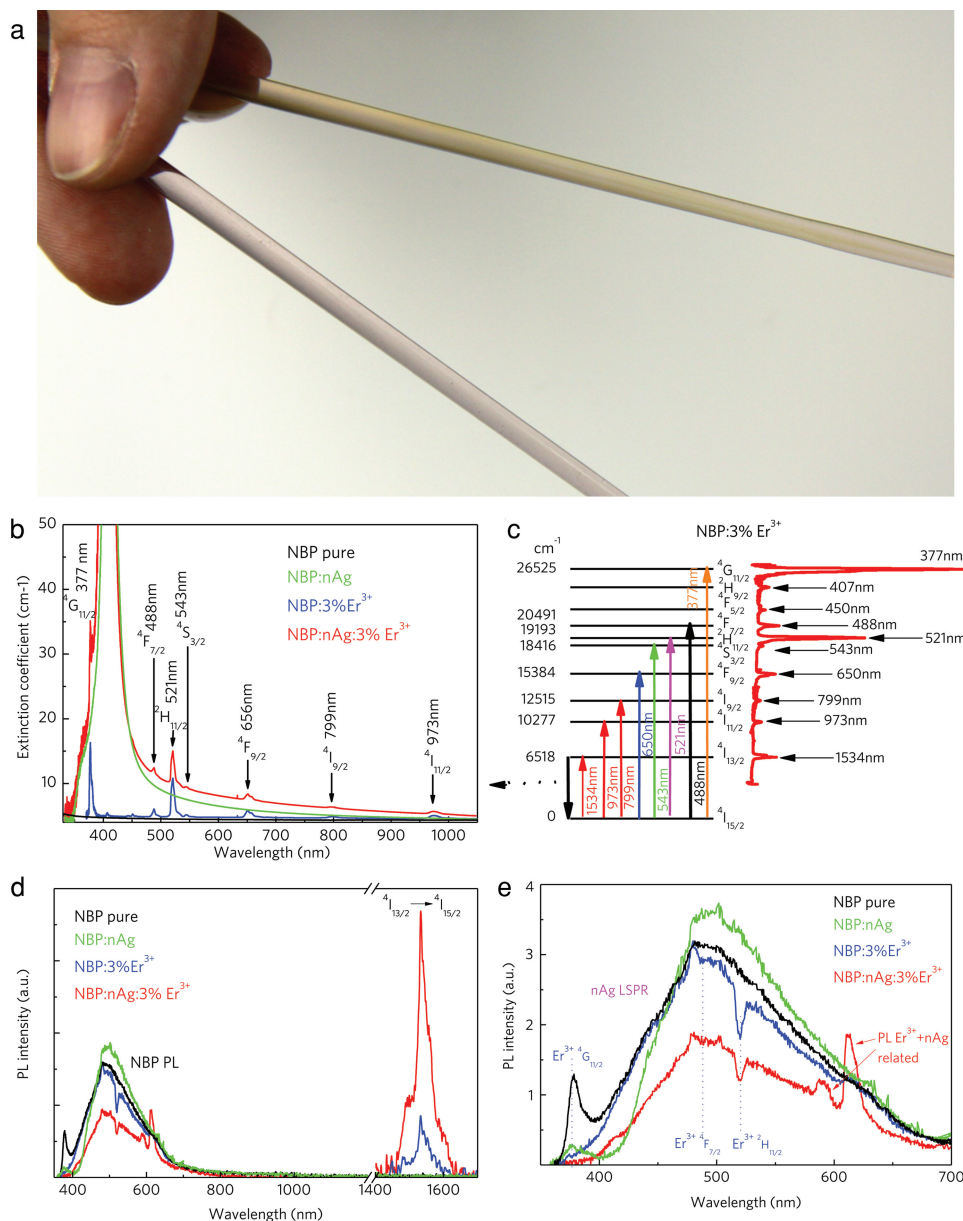 a
b
50
40
30
20
10
Extinction coefficient (cm-1)
400 500 600 700 800 900 1000
Wavelength (nm)
NBP pure
NBP:nAg
NBP:3%Er³⁺
NBP:nAg:3% Er³⁺
⁴G₁₁/₂ 377 nm
⁴F₇/₂ 488nm
²H₁₁/₂ 521nm
⁴S₃/₂ 543nm
⁴F₉/₂ 656nm
⁴I₉/₂ 799nm
⁴I₁₁/₂ 973nm
c
NBP:3% Er³⁺
cm⁻¹
26525
20491
19193
18416
15384
12515
10277
6518
0
1534nm
973nm
799nm
650nm
543nm
521nm
488nm
377nm
⁴G₁₁/₂
²H₉/₂
⁴F₅/₂
⁴F₇/₂
²H₁₁/₂
⁴S₃/₂
⁴F₉/₂
⁴I₉/₂
⁴I₁₁/₂
⁴I₁₃/₂
⁴I₁₅/₂
377nm
407nm
450nm
488nm
521nm
543nm
650nm
799nm
973nm
1534nm
d
NBP pure
NBP:nAg
NBP:3%Er³⁺
NBP:nAg:3% Er³⁺
NBP PL
⁴I₁₃/₂ → ⁴I₁₅/₂
PL intensity (a.u.)
400 600 800 1000 1400 1600
Wavelength (nm)
e
4
3
2
1
PL intensity (a.u.)
NBP pure
NBP:nAg
NBP:3%Er³⁺
NBP:nAg:3%Er³⁺
nAg LSPR
Er³⁺ ⁴G₁₁/₂
PL Er³⁺+nAg
related
Er³⁺ ⁴F₇/₂
Er³⁺ ²H₁₁/₂
400 500 600 700
Wavelength (nm)